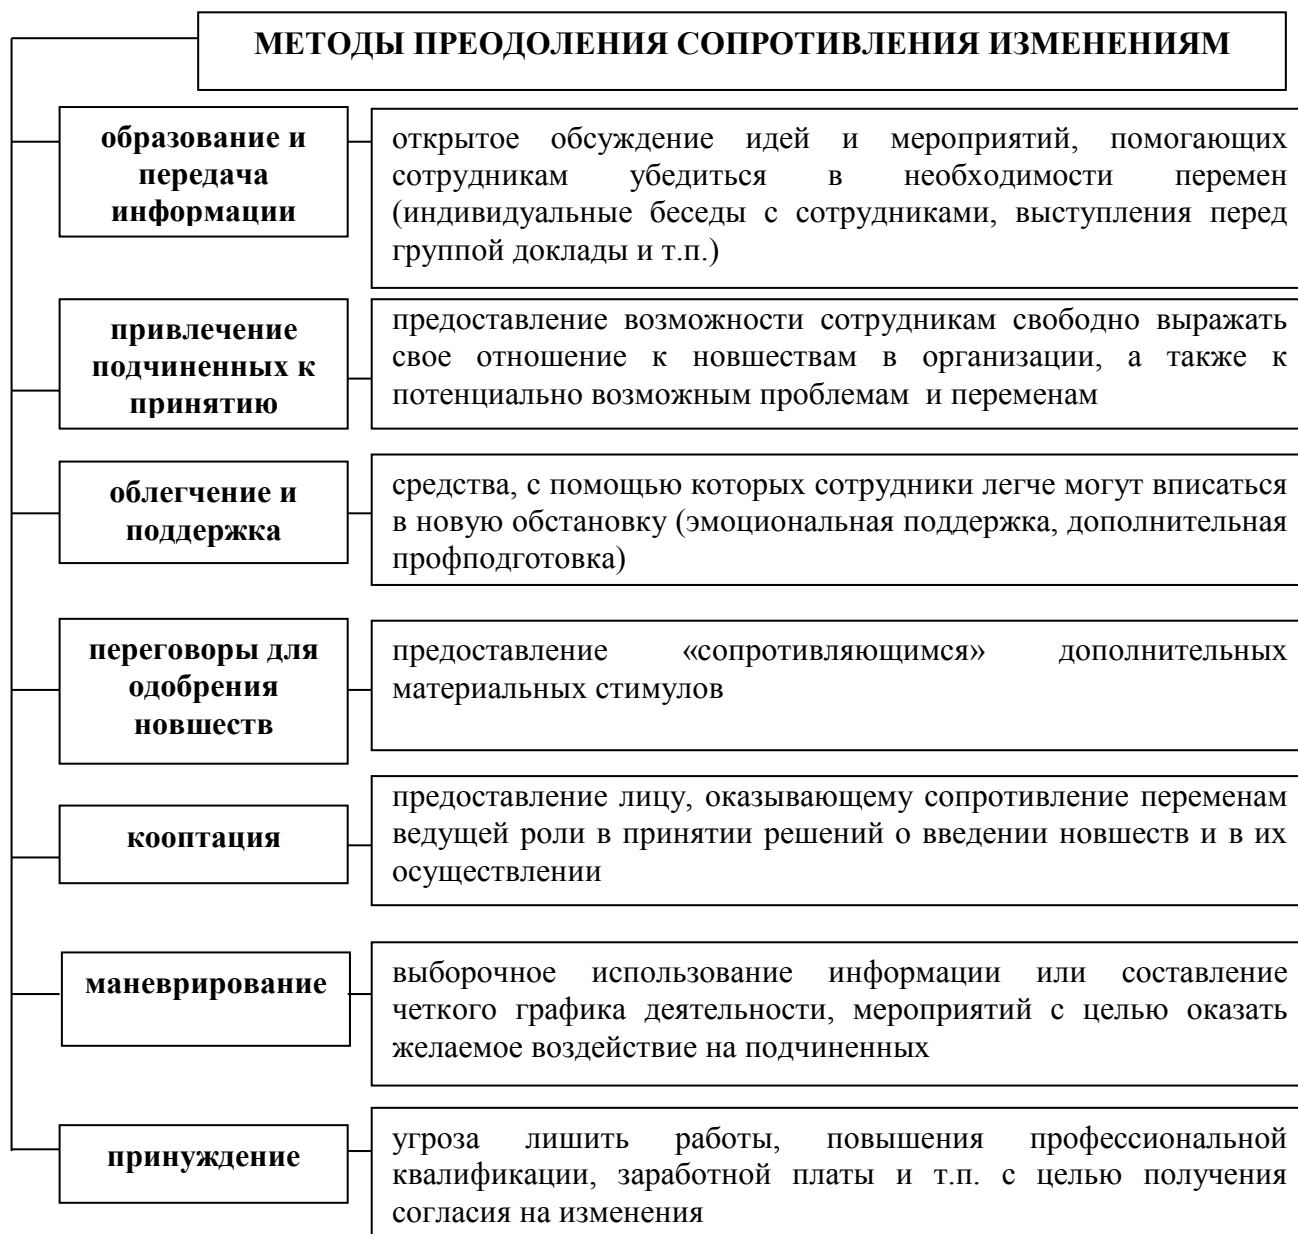 МЕТОДЫ ПРЕОДОЛЕНИЯ СОПРОТИВЛЕНИЯ ИЗМЕНЕНИЯМ
образование и
передача
информации
открытое обсуждение идей и мероприятий, помогающих
сотрудникам убедиться в необходимости перемен
(индивидуальные беседы с сотрудниками, выступления перед
группой доклады и т.п.)
привлечение
подчиненных к
принятию
предоставление возможности сотрудникам свободно выражать
свое отношение к новшествам в организации, а также к
потенциально возможным проблемам и переменам
облегчение и
поддержка
средства, с помощью которых сотрудники легче могут вписаться
в новую обстановку (эмоциональная поддержка, дополнительная
профподготовка)
переговоры для
одобрения
новшеств
предоставление «сопротивляющимся» дополнительных
материальных стимулов
кооптация
предоставление лицу, оказывающему сопротивление переменам
ведущей роли в принятии решений о введении новшеств и в их
осуществлении
маневрирование
выборочное использование информации или составление
четкого графика деятельности, мероприятий с целью оказать
желаемое воздействие на подчиненных
принуждение
угроза лишить работы, повышения профессиональной
квалификации, заработной платы и т.п. с целью получения
согласия на изменения